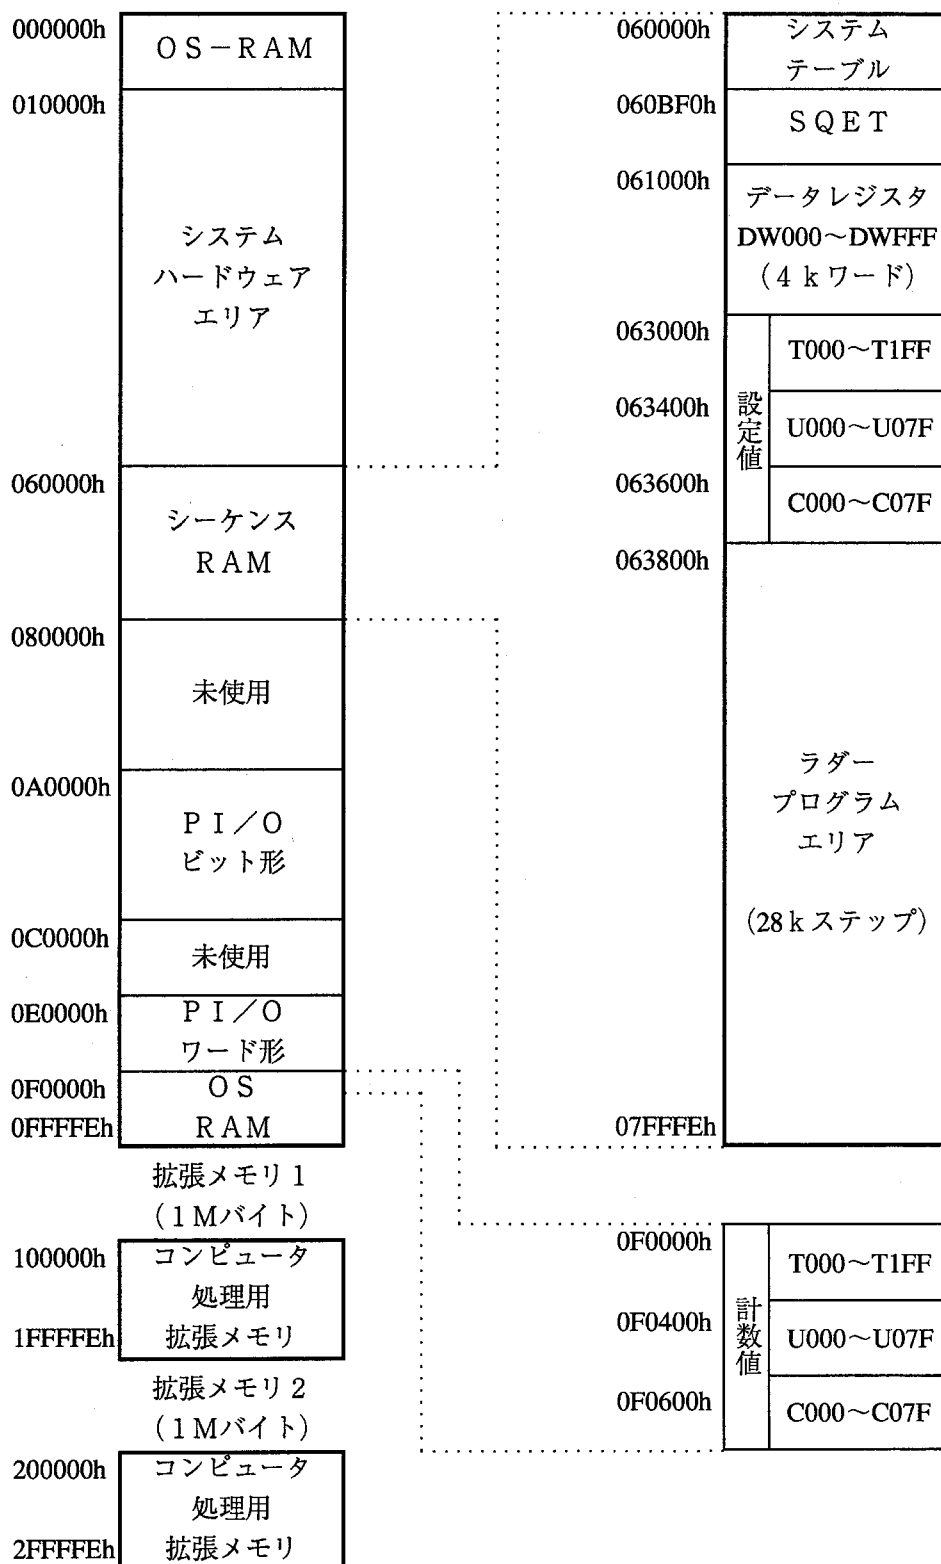 000000h
OS-RAM
010000h
システム
ハードウェア
エリア
060000h
シーケンス
RAM
080000h
未使用
0A0000h
PI/O
ビット形
0C0000h
未使用
0E0000h
PI/O
ワード形
0F0000h
OS
0FFFFEh
RAM
拡張メモリ1
(1Mバイト)
100000h
コンピュータ
処理用
1FFFFEh
拡張メモリ
拡張メモリ2
(1Mバイト)
200000h
コンピュータ
処理用
2FFFFEh
拡張メモリ
060000h
システム
テーブル
060BF0h
SQET
061000h
データレジスタ
DW000～DWFFF
(4kワード)
設定値
063000h
T000～T1FF
063400h
U000～U07F
063600h
C000～C07F
063800h
ラダー
プログラム
エリア
(28kステップ)
07FFFEh
計数値
0F0000h
T000～T1FF
0F0400h
U000～U07F
0F0600h
C000～C07F